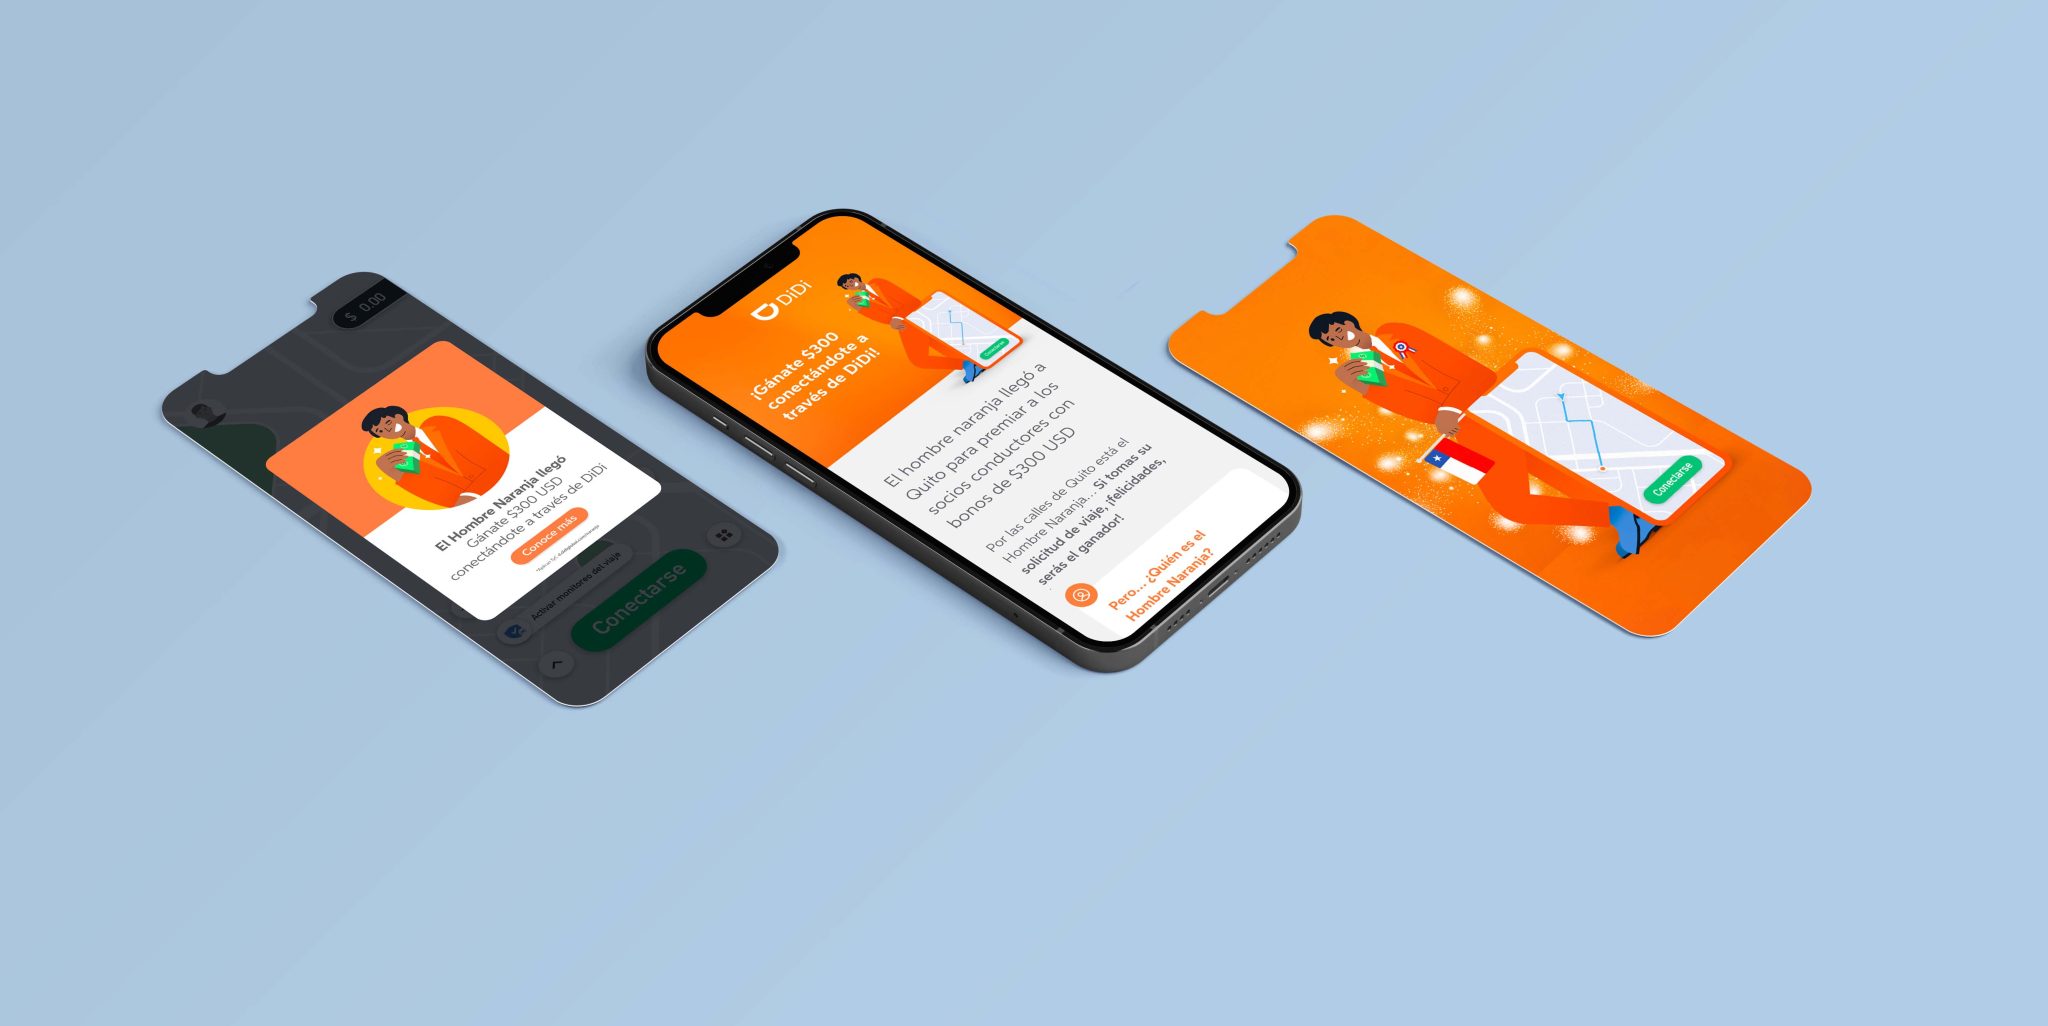 $ 0.00
El Hombre Naranja llegó
Gánate $300 USD
conectándote a través de DiDi
Conoce más
Activar monitoreo del viaje
Conectarse
DiDi
¡Gánate $300
conectándote a
través de DiDi!
Conectarse
El hombre naranja llegó a
Quito para premiar a los
socios conductores con
bonos de $300 USD
Por las calles de Quito está el
Hombre Naranja... Si tomas su
solicitud de viaje, ¡felicidades,
serás el ganador!
Pero... ¿Quién es el
Hombre Naranja?
Conectarse